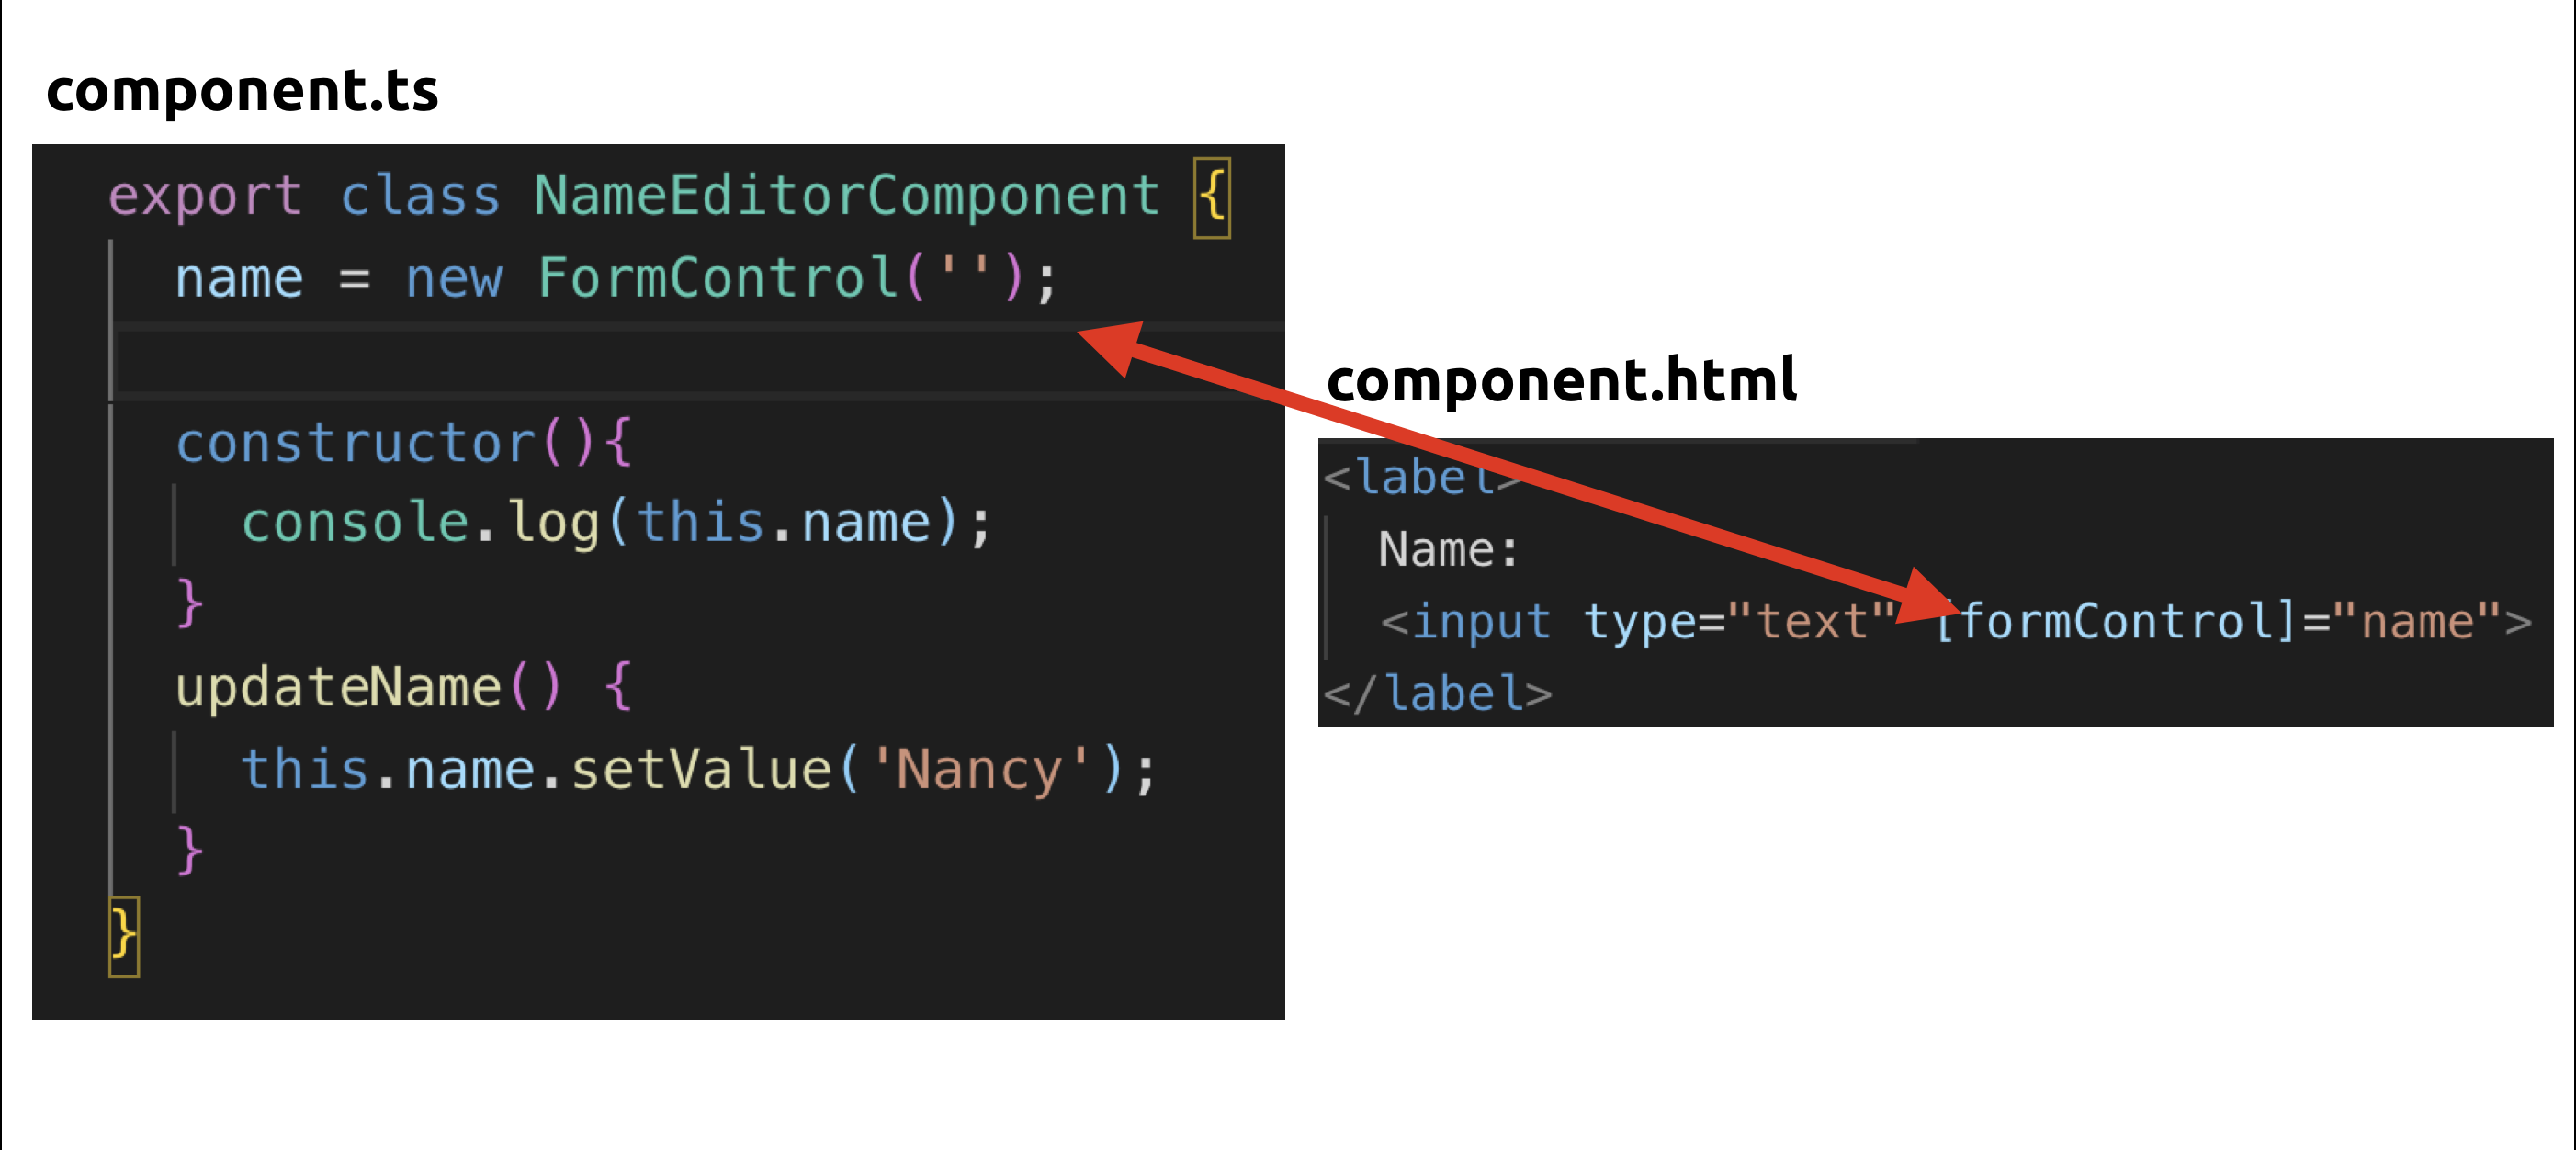 component.ts
export class NameEditorComponent {
name = new FormControl('');
constructor(){
console.log(this.name);
}
updateName() {
this.name.setValue('Nancy');
}
}
component.html
<label>
Name:
<input type="text" [formControl]="name">
</label>